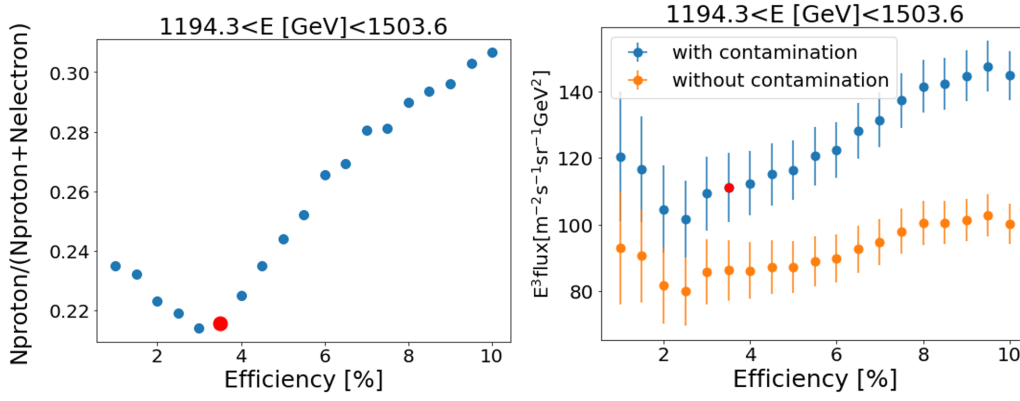 1194.3<E [GeV]<1503.6
Nproton/(Nproton+Nelectron)
0.30
0.28
0.26
0.24
0.22
2 4 6 8 10
Efficiency [%]
1194.3<E [GeV]<1503.6
with contamination
without contamination
E³flux[m⁻²s⁻¹sr⁻¹GeV²]
140
120
100
80
2 4 6 8 10
Efficiency [%]